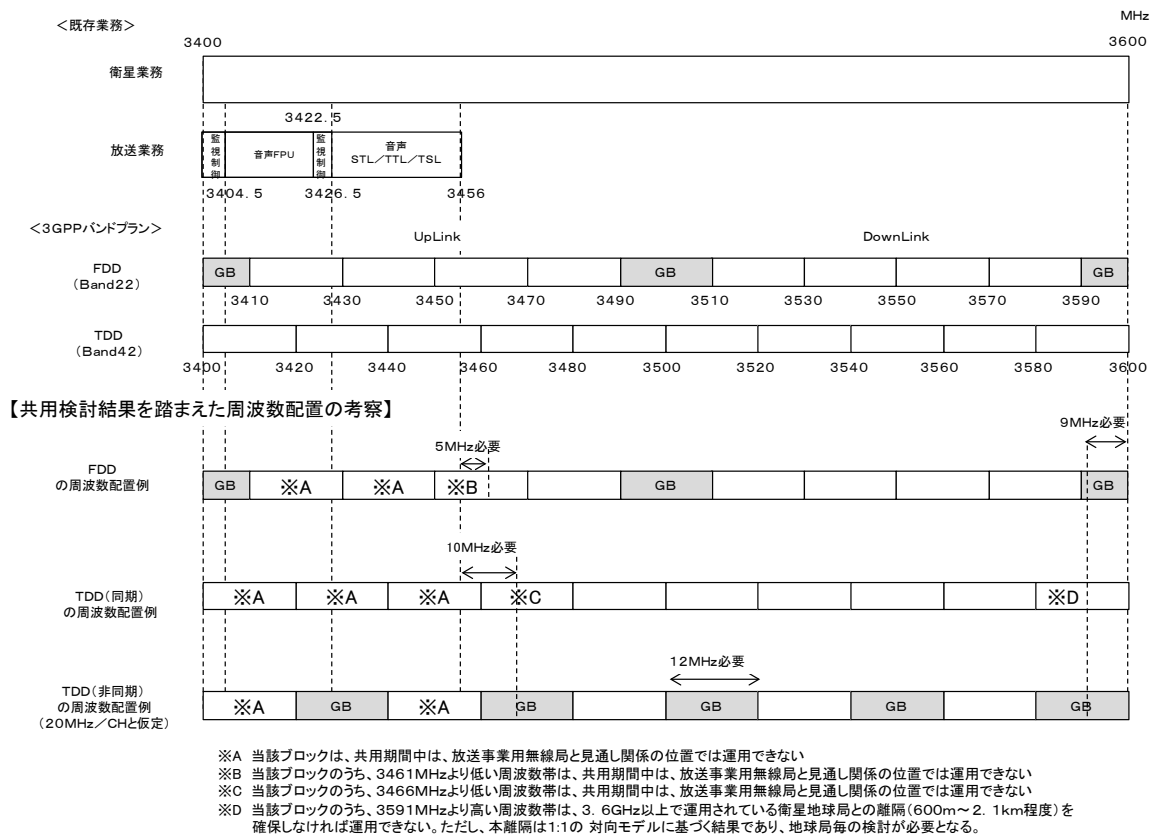 MHz
<既存業務>
3400
3600
衛星業務
3422.5
放送業務
監視制御
音声FPU
監視制御
音声
STL/TTL/TSL
3404.5
3426.5
3456
<3GPPバンドプラン>
UpLink
DownLink
FDD
(Band22)
GB
GB
GB
3410
3430
3450
3470
3490
3510
3530
3550
3570
3590
TDD
(Band42)
3400
3420
3440
3460
3480
3500
3520
3540
3560
3580
3600
【共用検討結果を踏まえた周波数配置の考察】
5MHz必要
9MHz必要
FDD
の周波数配置例
GB
※A
※A
※B
GB
GB
10MHz必要
TDD(同期)
の周波数配置例
※A
※A
※A
※C
※D
12MHz必要
TDD(非同期)
の周波数配置例
(20MHz/CHと仮定)
※A
GB
※A
GB
GB
GB
GB
※A 当該ブロックは、共用期間中は、放送事業用無線局と見通し関係の位置では運用できない
※B 当該ブロックのうち、3461MHzより低い周波数帯は、共用期間中は、放送事業用無線局と見通し関係の位置では運用できない
※C 当該ブロックのうち、3466MHzより低い周波数帯は、共用期間中は、放送事業用無線局と見通し関係の位置では運用できない
※D 当該ブロックのうち、3591MHzより高い周波数帯は、3.6GHz以上で運用されている衛星地球局との離隔(600m~2.1km程度)を
確保しなければ運用できない。ただし、本離隔は1:1の 対向モデルに基づく結果であり、地球局毎の検討が必要となる。